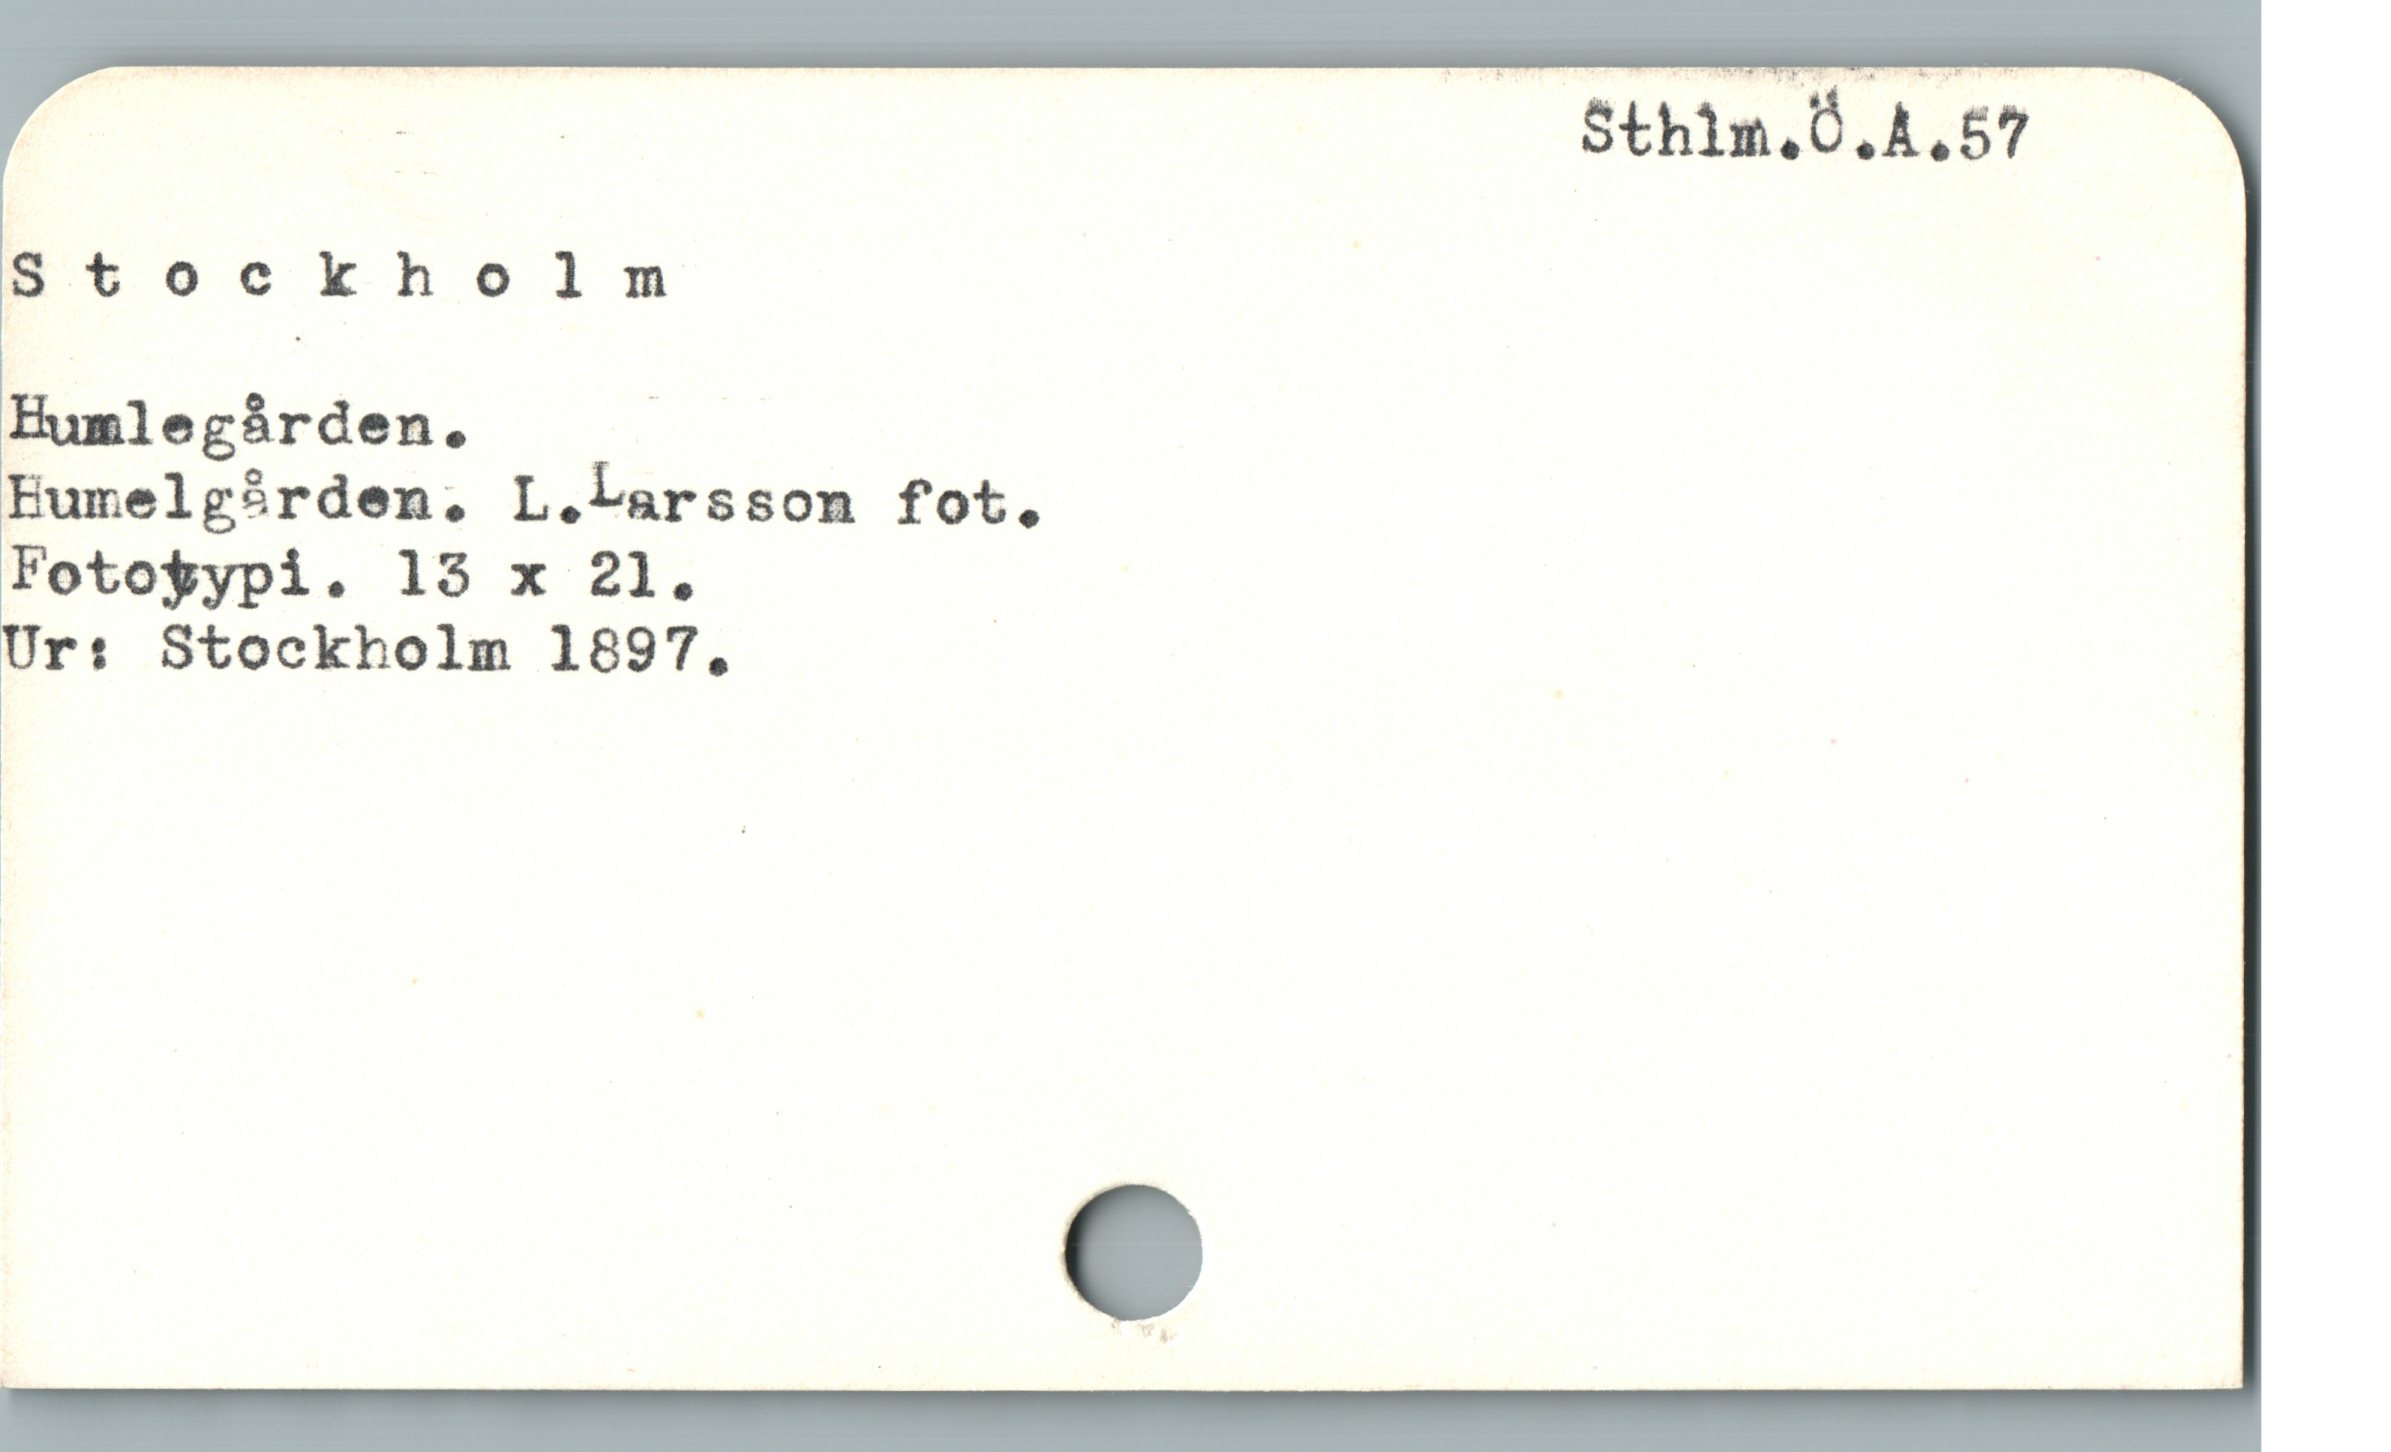 Sthlm.Ö.A.57
S t o c k h o l m
Humlegården.
Humelgården. L.Larsson fot.
Fototypi. 13 x 21.
Ur: Stockholm 1897.